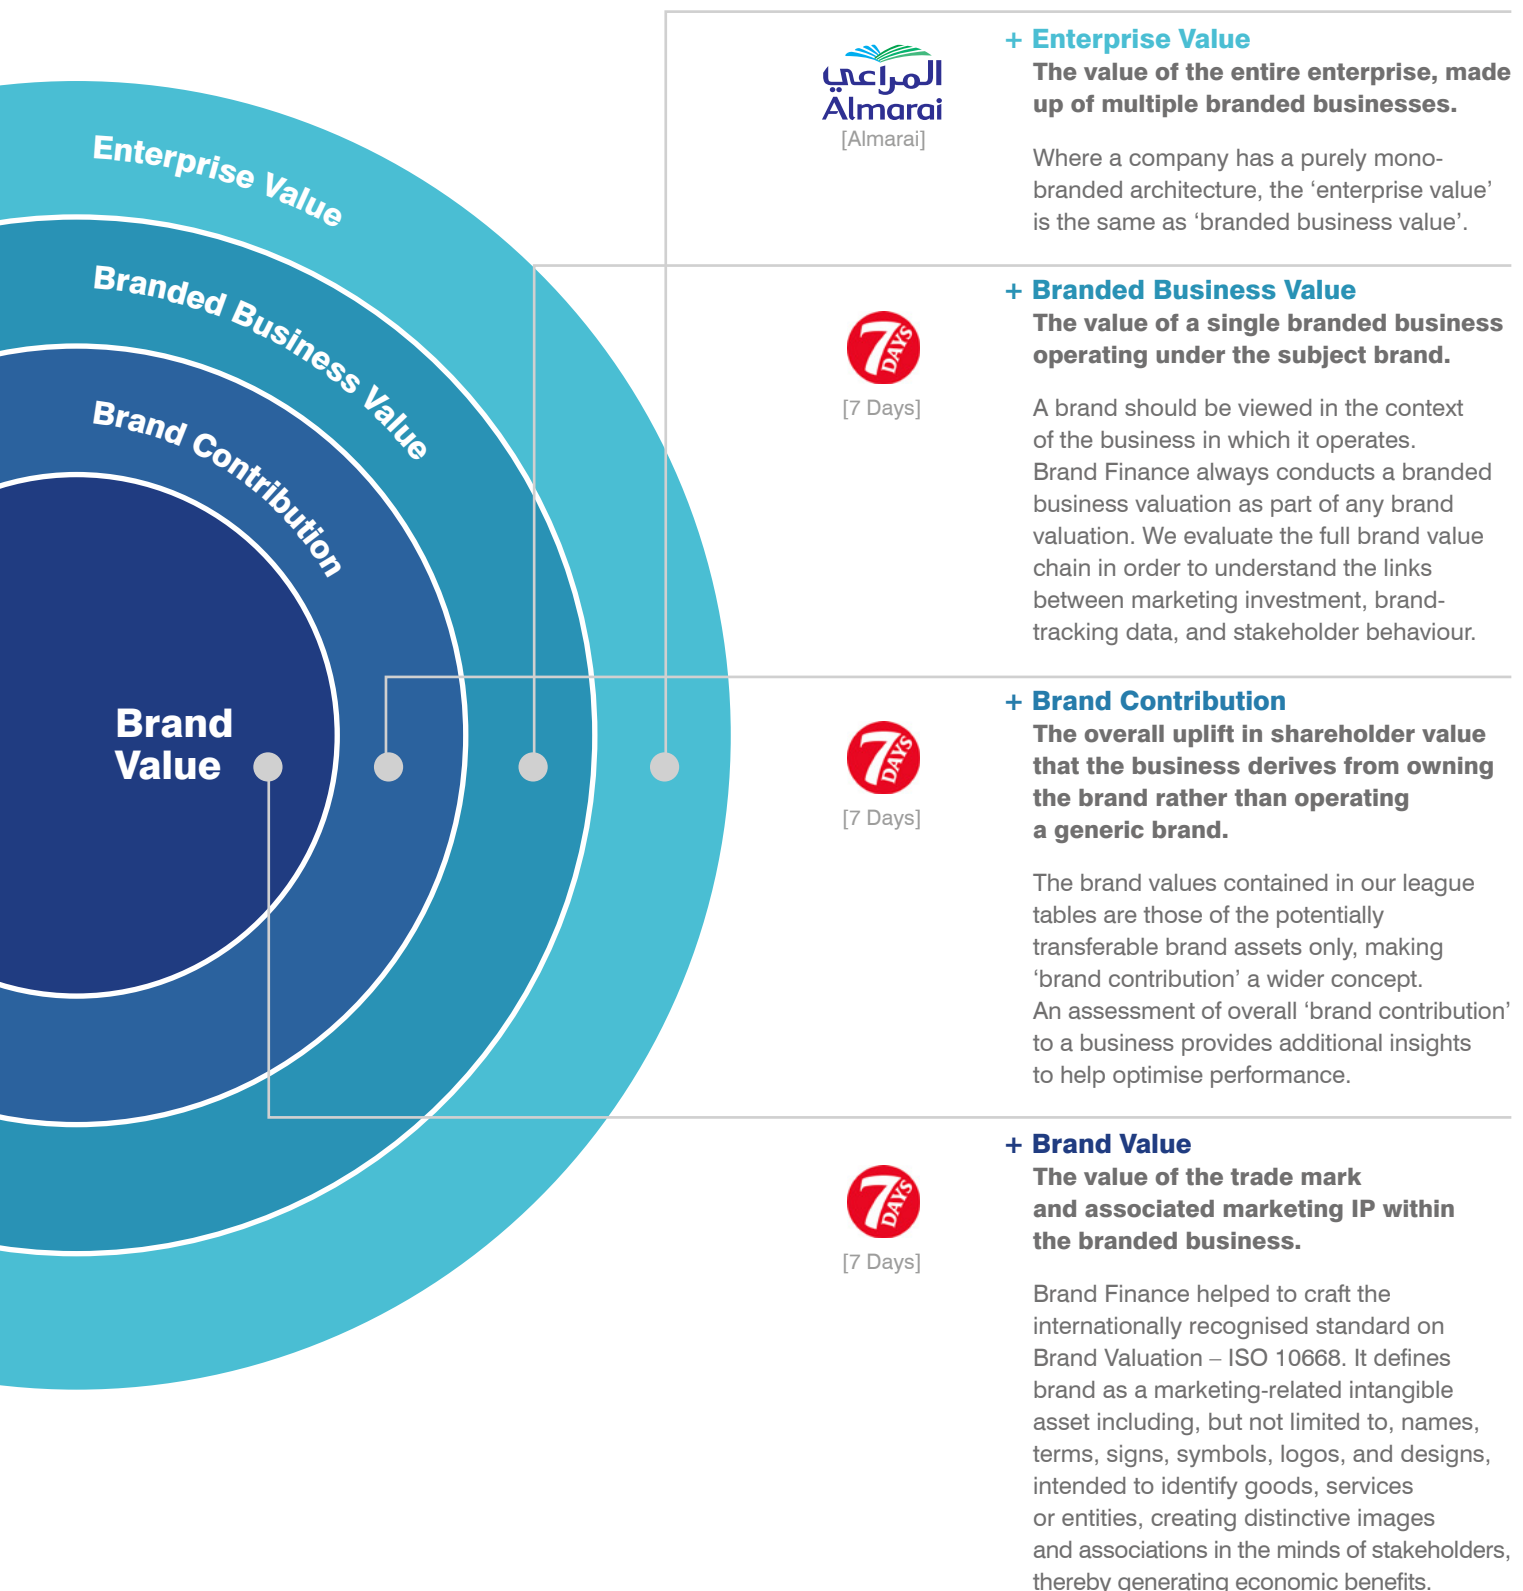 Enterprise Value
Branded Business Value
Brand Contribution
Brand
Value
المراعي
Almarai
[Almarai]
+ Enterprise Value
The value of the entire enterprise, made
up of multiple branded businesses.
Where a company has a purely mono-
branded architecture, the ‘enterprise value’
is the same as ‘branded business value’.
7
DAYS
[7 Days]
+ Branded Business Value
The value of a single branded business
operating under the subject brand.
A brand should be viewed in the context
of the business in which it operates.
Brand Finance always conducts a branded
business valuation as part of any brand
valuation. We evaluate the full brand value
chain in order to understand the links
between marketing investment, brand-
tracking data, and stakeholder behaviour.
7
DAYS
[7 Days]
+ Brand Contribution
The overall uplift in shareholder value
that the business derives from owning
the brand rather than operating
a generic brand.
The brand values contained in our league
tables are those of the potentially
transferable brand assets only, making
‘brand contribution’ a wider concept.
An assessment of overall ‘brand contribution’
to a business provides additional insights
to help optimise performance.
7
DAYS
[7 Days]
+ Brand Value
The value of the trade mark
and associated marketing IP within
the branded business.
Brand Finance helped to craft the
internationally recognised standard on
Brand Valuation – ISO 10668. It defines
brand as a marketing-related intangible
asset including, but not limited to, names,
terms, signs, symbols, logos, and designs,
intended to identify goods, services
or entities, creating distinctive images
and associations in the minds of stakeholders,
thereby generating economic benefits.